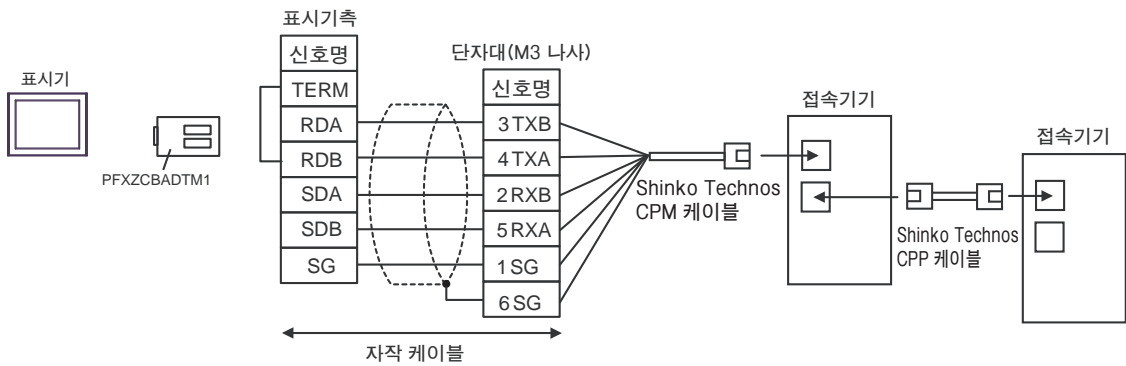 표시기
PFXZCBADTM1
표시기측
신호명
TERM
RDA
RDB
SDA
SDB
SG
단자대(M3 나사)
신호명
3 TXB
4 TXA
2 RXB
5 RXA
1 SG
6 SG
자작 케이블
Shinko Technos
CPM 케이블
접속기기
Shinko Technos
CPP 케이블
접속기기